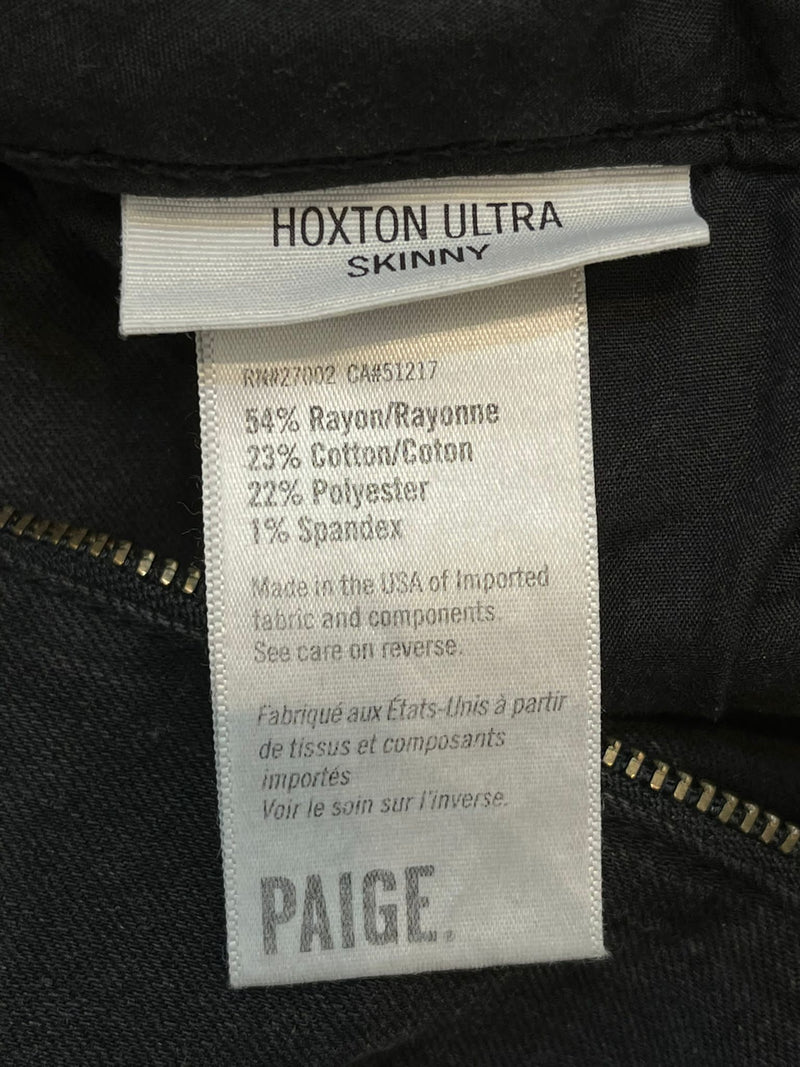 HOXTON ULTRA
SKINNY
RN#27002 CA#51217
54% Rayon/Rayonne
23% Cotton/Coton
22% Polyester
1% Spandex
Made in the USA of Imported
fabric and components.
See care on reverse.
Fabriqué aux États-Unis à partir
de tissus et composants
importés
Voir le soin sur l'inverse.
PAIGE.